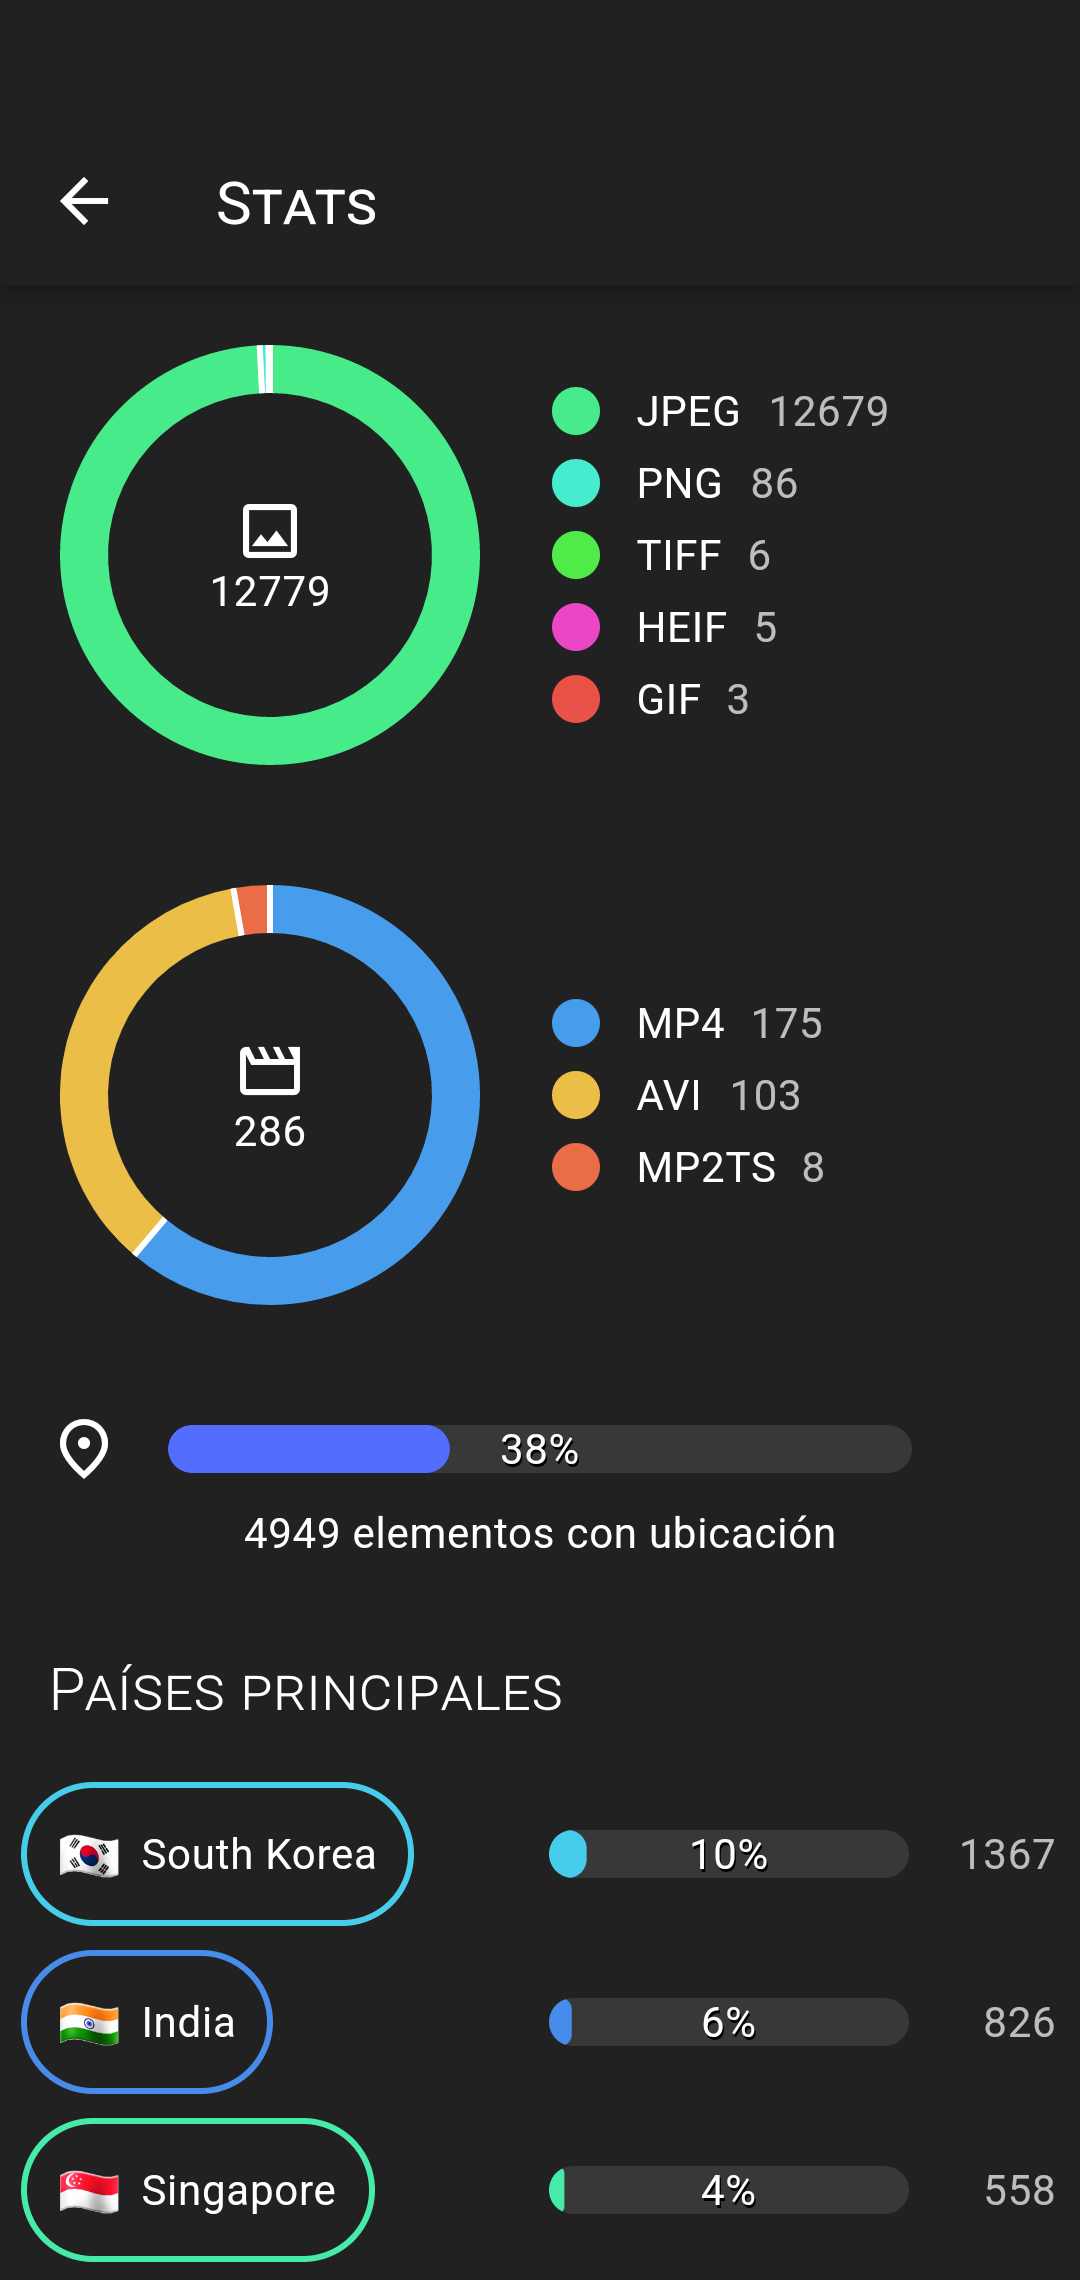 Stats
12779
JPEG 12679
PNG 86
TIFF 6
HEIF 5
GIF 3
286
MP4 175
AVI 103
MP2TS 8
38%
4949 elementos con ubicación
Países principales
South Korea 10% 1367
India 6% 826
Singapore 4% 558